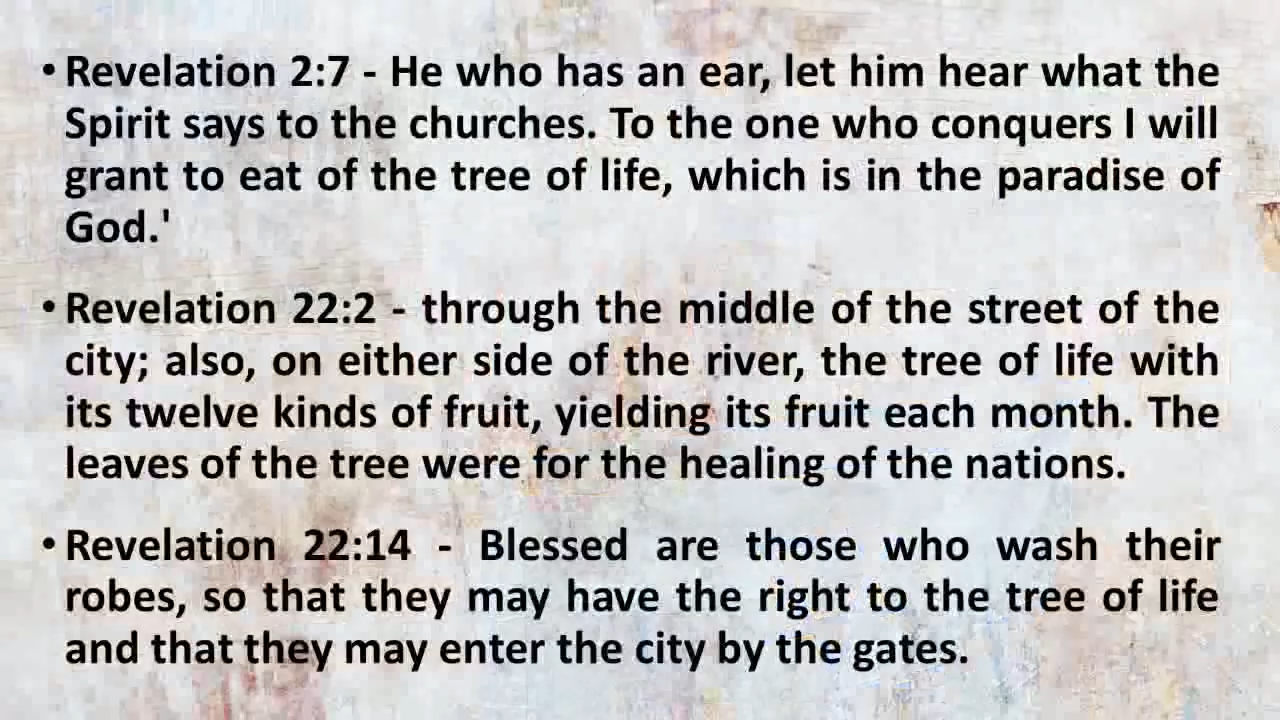 • Revelation 2:7 - He who has an ear, let him hear what the
Spirit says to the churches. To the one who conquers I will
grant to eat of the tree of life, which is in the paradise of
God.'
• Revelation 22:2 - through the middle of the street of the
city; also, on either side of the river, the tree of life with
its twelve kinds of fruit, yielding its fruit each month. The
leaves of the tree were for the healing of the nations.
• Revelation 22:14 - Blessed are those who wash their
robes, so that they may have the right to the tree of life
and that they may enter the city by the gates.